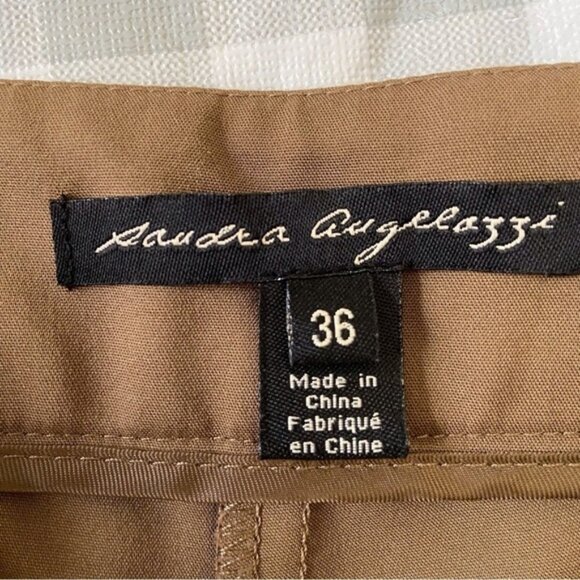 Sandra Angelozzi
36
Made in
China
Fabriqué
en Chine